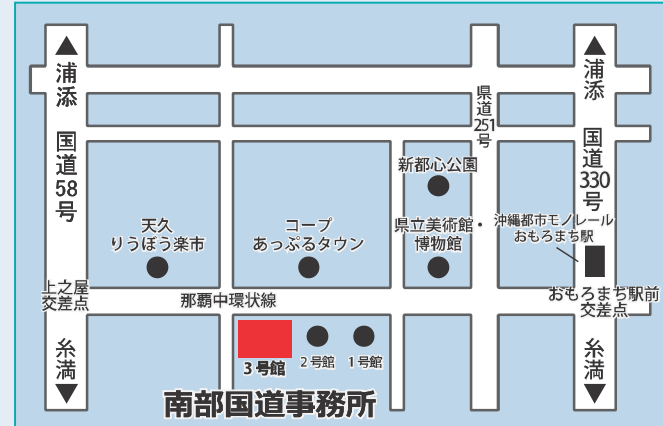 ▲
浦添
国道58号
▲
浦添
国道330号
県道251号
新都心公園
天久
りうぼう楽市
コープ
あっぷるタウン
県立美術館・
博物館
沖縄都市モノレール
おもろまち駅
上之屋
交差点
那覇中環状線
おもろまち駅前
交差点
3号館
2号館
1号館
糸満
▼
糸満
▼
南部国道事務所